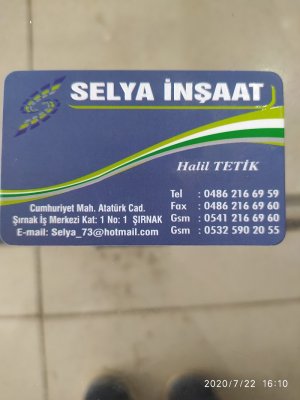 SELYA İNŞAAT
Halil TETİK
Tel : 0486 216 69 59
Fax : 0486 216 69 60
Gsm : 0541 216 69 60
Gsm : 0532 590 20 55
Cumhuriyet Mah. Atatürk Cad.
Şırnak İş Merkezi Kat: 1 No: 1 ŞIRNAK
E-mail: Selya_73@hotmail.com
2020/7/22 16:10